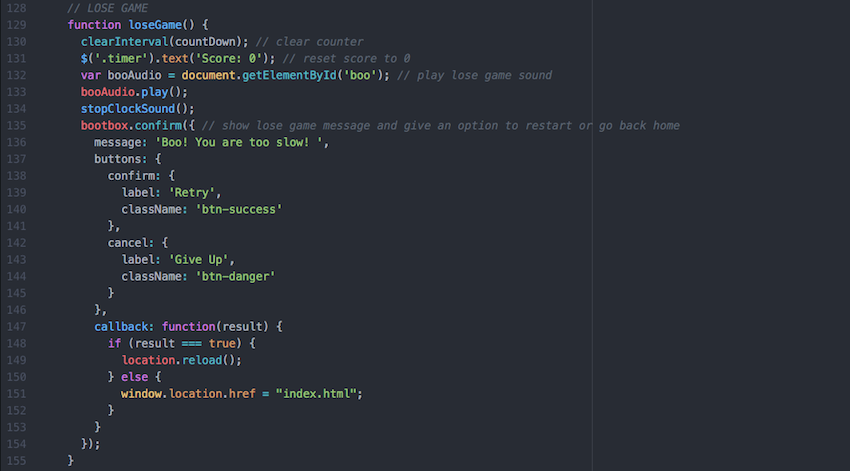 128 // LOSE GAME
129 function loseGame() {
130 clearInterval(countDown); // clear counter
131 $('.timer').text('Score: 0'); // reset score to 0
132 var booAudio = document.getElementById('boo'); // play lose game sound
133 booAudio.play();
134 stopClockSound();
135 bootbox.confirm({ // show lose game message and give an option to restart or go back home
136 message: 'Boo! You are too slow! ',
137 buttons: {
138 confirm: {
139 label: 'Retry',
140 className: 'btn-success'
141 },
142 cancel: {
143 label: 'Give Up',
144 className: 'btn-danger'
145 }
146 },
147 callback: function(result) {
148 if (result === true) {
149 location.reload();
150 } else {
151 window.location.href = "index.html";
152 }
153 }
154 });
155 }